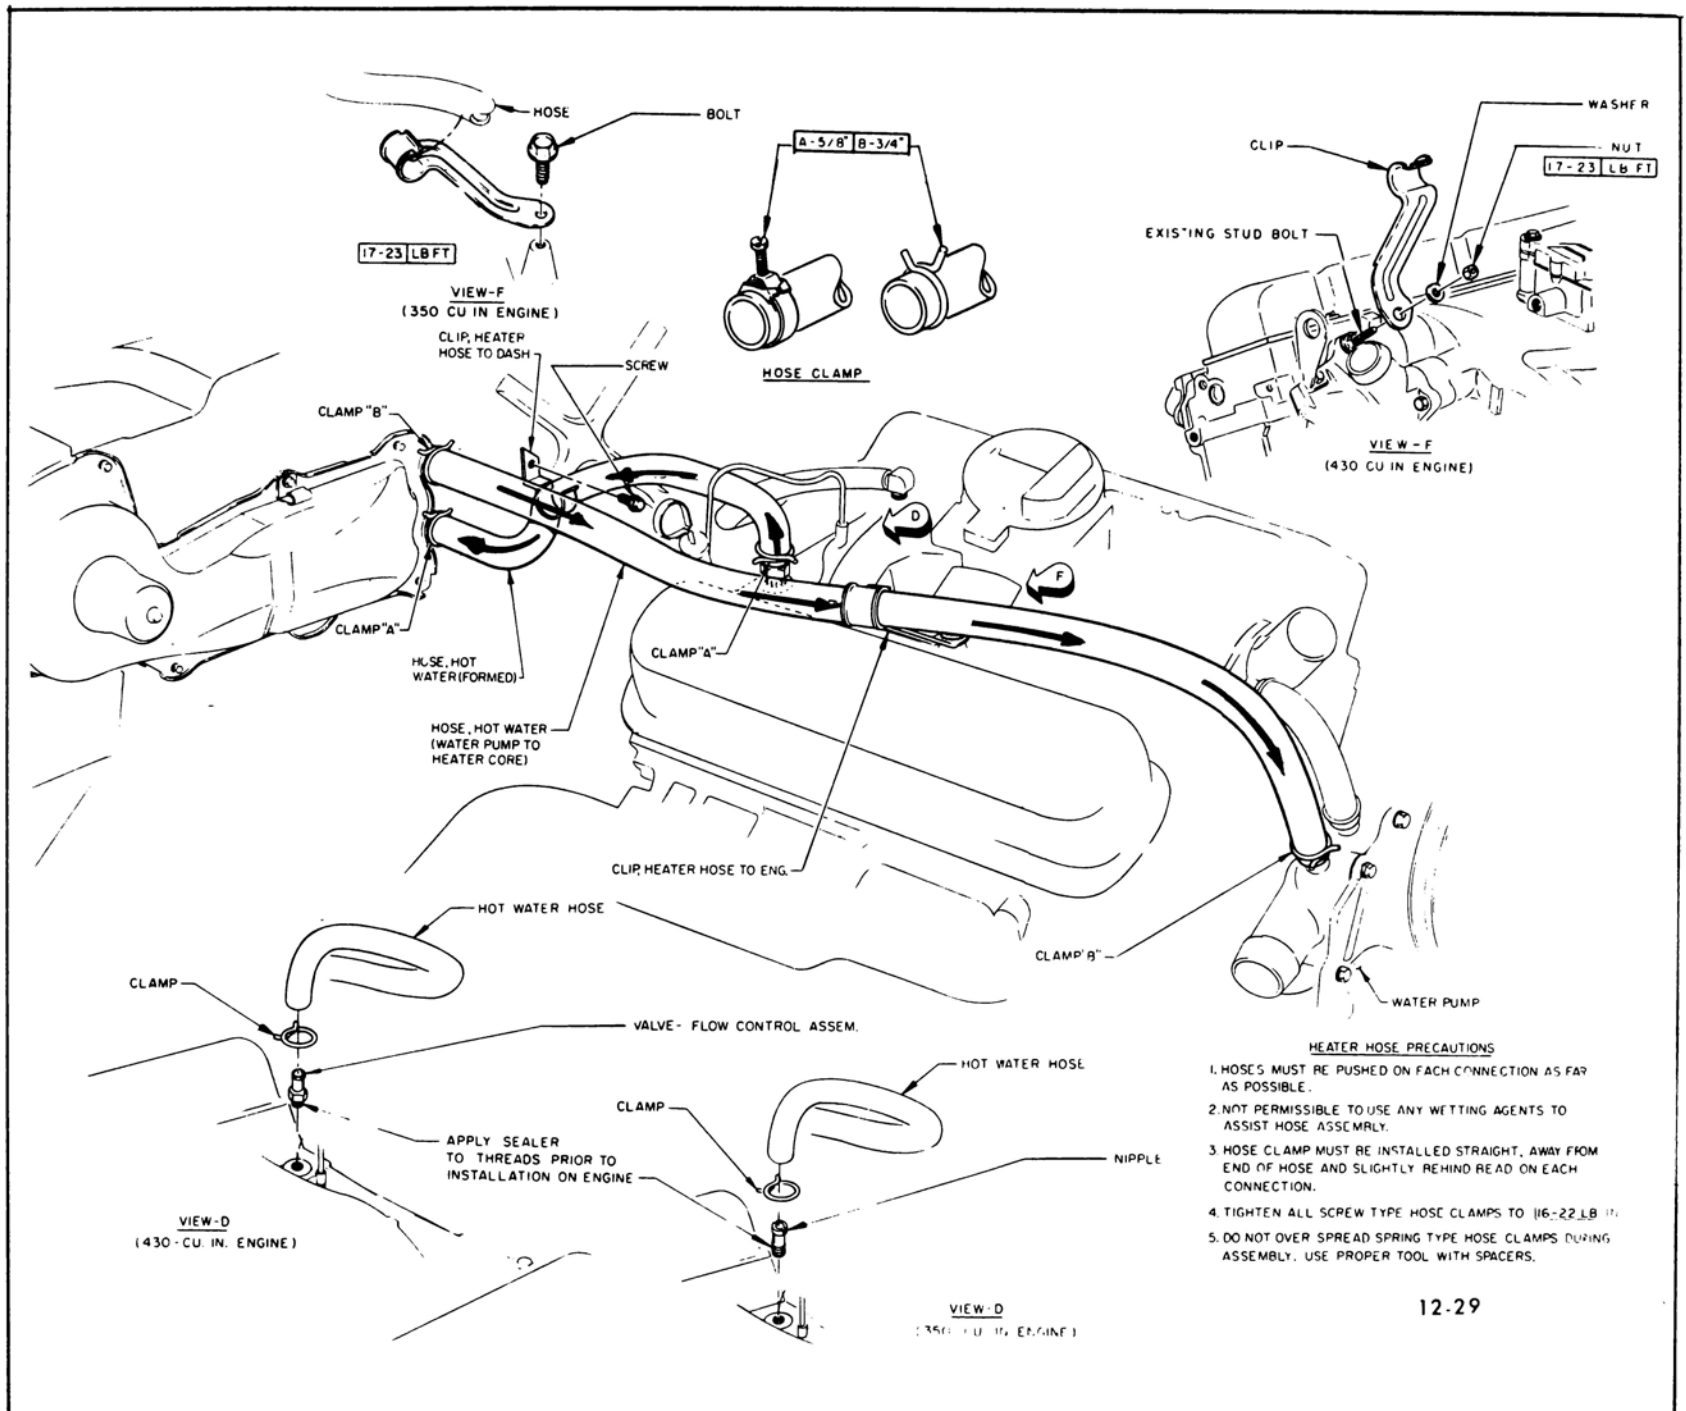 HOSE
BOLT
17-23 LB FT
VIEW-F
(350 CU IN ENGINE)
A-5/8" B-3/4"
HOSE CLAMP
WASHER
CLIP
NUT
17-23 LB FT
EXISTING STUD BOLT
VIEW-F
(430 CU IN ENGINE)
CLIP, HEATER
HOSE TO DASH
SCREW
CLAMP "B"
D
F
CLAMP "A"
CLAMP "A"
HOSE, HOT
WATER (FORMED)
HOSE, HOT WATER
(WATER PUMP TO
HEATER CORE)
CLIP, HEATER HOSE TO ENG.
CLAMP "B"
WATER PUMP
HOT WATER HOSE
CLAMP
VALVE- FLOW CONTROL ASSEM.
APPLY SEALER
TO THREADS PRIOR TO
INSTALLATION ON ENGINE
VIEW-D
(430-CU. IN. ENGINE)
HOT WATER HOSE
CLAMP
NIPPLE
VIEW-D
(350 CU IN ENGINE)
HEATER HOSE PRECAUTIONS
1. HOSES MUST BE PUSHED ON EACH CONNECTION AS FAR
AS POSSIBLE.
2. NOT PERMISSIBLE TO USE ANY WETTING AGENTS TO
ASSIST HOSE ASSEMBLY.
3. HOSE CLAMP MUST BE INSTALLED STRAIGHT, AWAY FROM
END OF HOSE AND SLIGHTLY BEHIND BEAD ON EACH
CONNECTION.
4. TIGHTEN ALL SCREW TYPE HOSE CLAMPS TO 16-22 LB
5. DO NOT OVER SPREAD SPRING TYPE HOSE CLAMPS DURING
ASSEMBLY. USE PROPER TOOL WITH SPACERS.
12-29